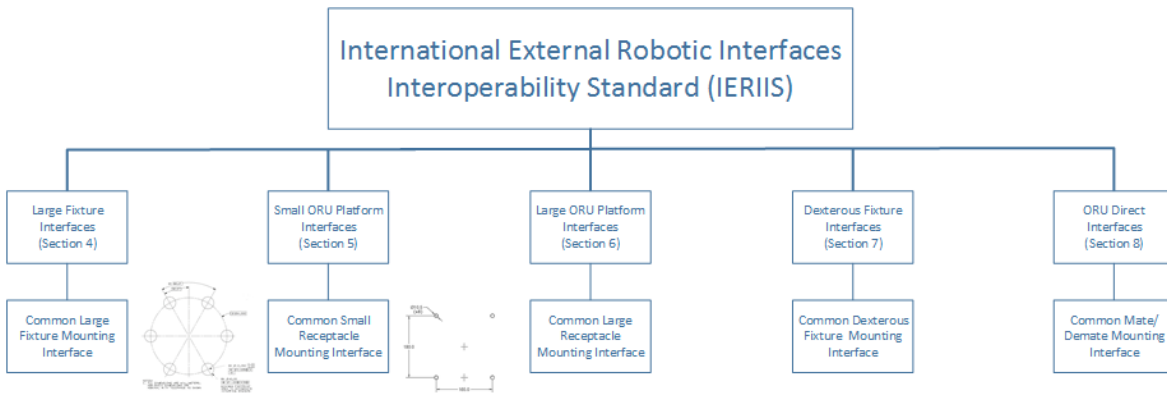 International External Robotic Interfaces
Interoperability Standard (IERIIS)
Large Fixture
Interfaces
(Section 4)
Small ORU Platform
Interfaces
(Section 5)
Large ORU Platform
Interfaces
(Section 6)
Dexterous Fixture
Interfaces
(Section 7)
ORU Direct
Interfaces
(Section 8)
Common Large
Fixture Mounting
Interface
Common Small
Receptacle
Mounting Interface
Common Large
Receptacle
Mounting Interface
Common Dexterous
Fixture Mounting
Interface
Common Mate/
Demate Mounting
Interface